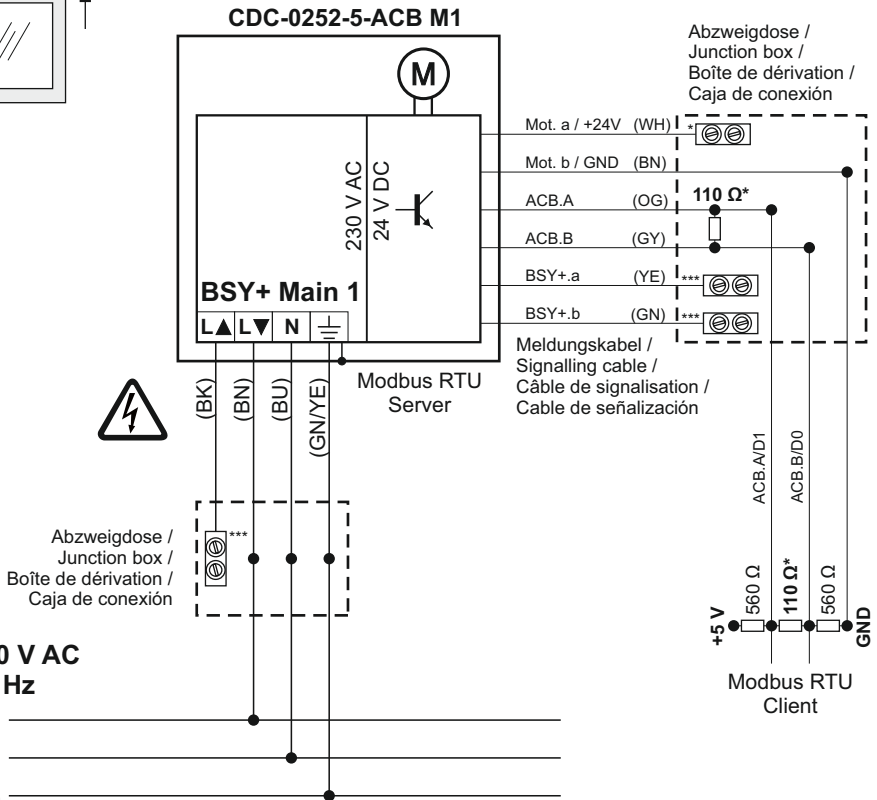 CDC-0252-5-ACB M1
M
230 V AC
24 V DC
BSY+ Main 1
L▲ L▼ N
Modbus RTU
Server
Abzweigdose /
Junction box /
Boîte de dérivation /
Caja de conexión
Mot. a / +24V (WH) *
Mot. b / GND (BN)
ACB.A (OG) 110 Ω*
ACB.B (GY)
BSY+.a (YE) ***
BSY+.b (GN) ***
Meldungskabel /
Signalling cable /
Câble de signalisation /
Cable de señalización
(BK)
(BN)
(BU)
(GN/YE)
***
Abzweigdose /
Junction box /
Boîte de dérivation /
Caja de conexión
0 V AC
Hz
ACB.A/D1
ACB.B/D0
+5 V
560 Ω
110 Ω*
560 Ω
GND
Modbus RTU
Client